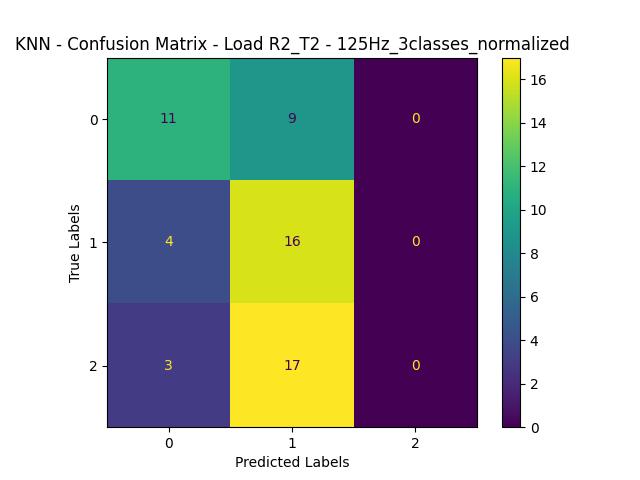 KNN - Confusion Matrix - Load R2_T2 - 125Hz_3classes_normalized
True Labels
0 11 9 0
1 4 16 0
2 3 17 0
0 1 2
Predicted Labels
16
14
12
10
8
6
4
2
0